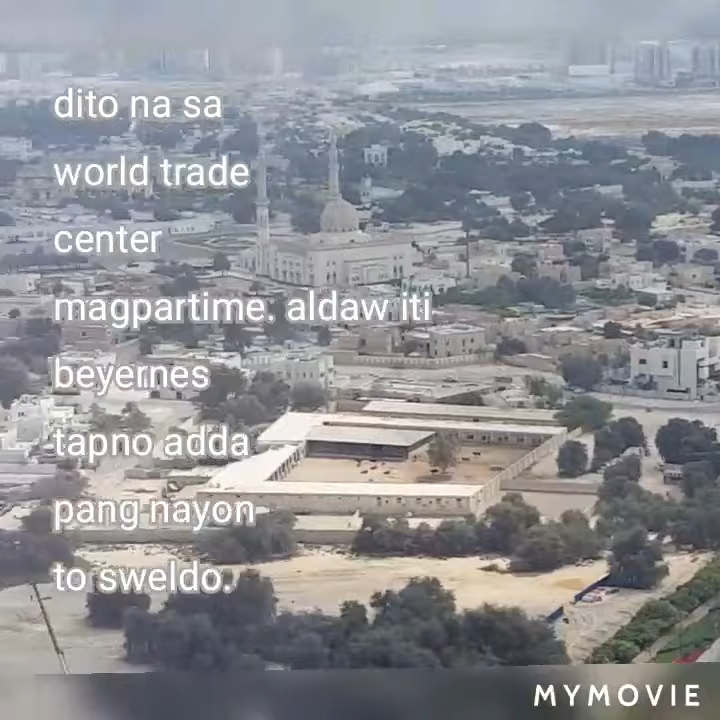 dito na sa
world trade
center
magpartime. aldaw iti
beyernes
tapno adda
pang nayon
to sweldo.
MYMOVIE